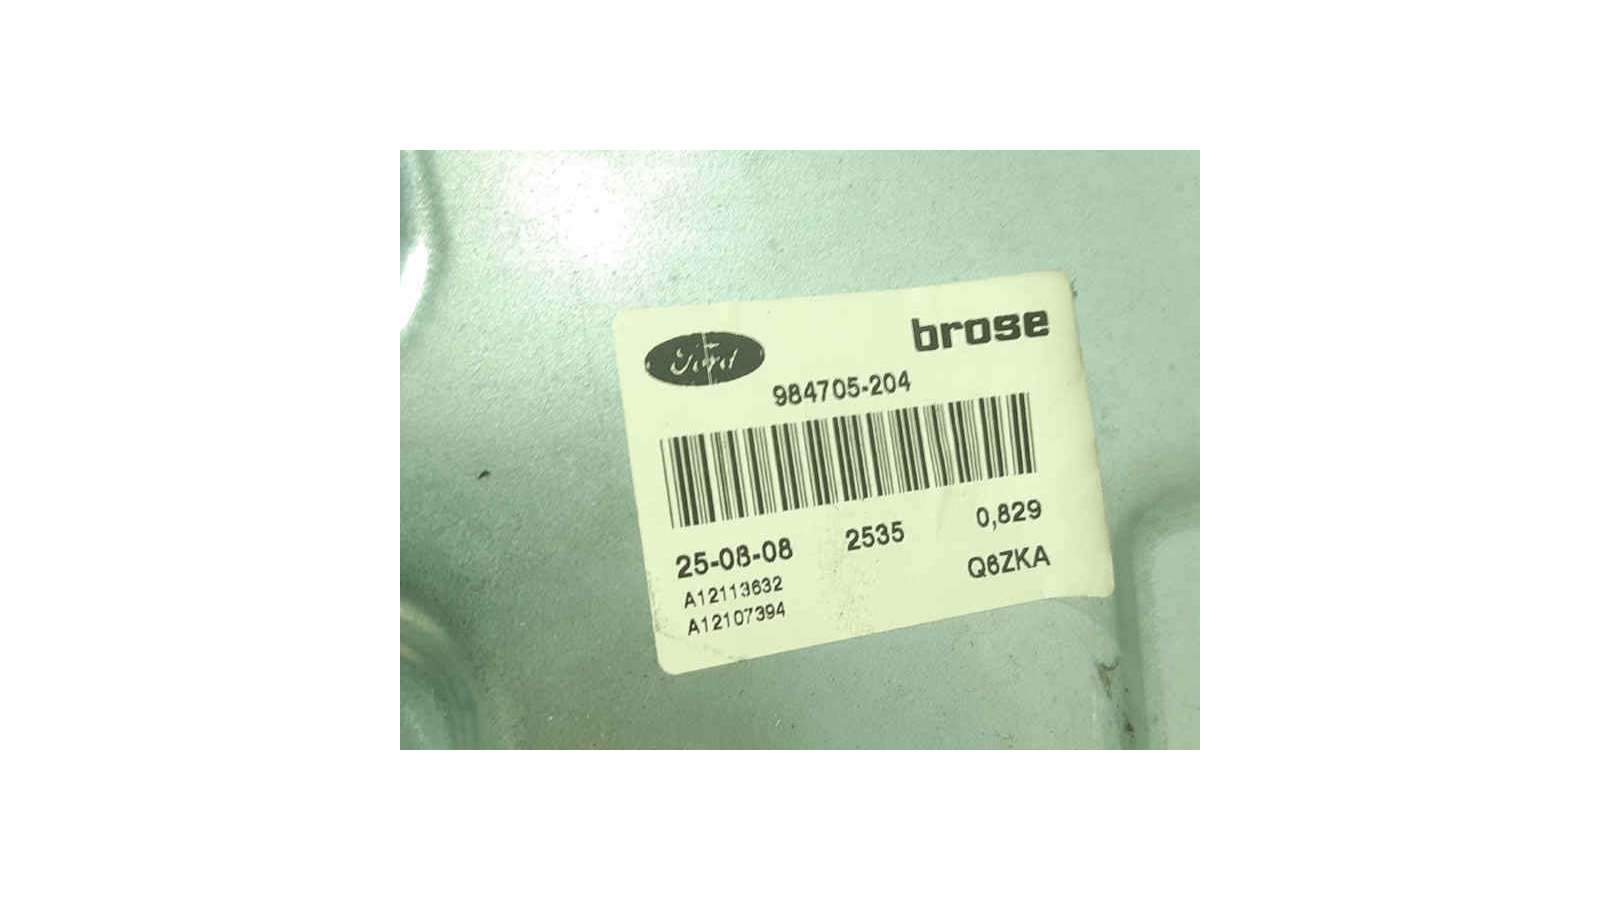 Ford brose
984705-204
25-08-08 2535 0,829
A12113632 Q6ZKA
A12107394